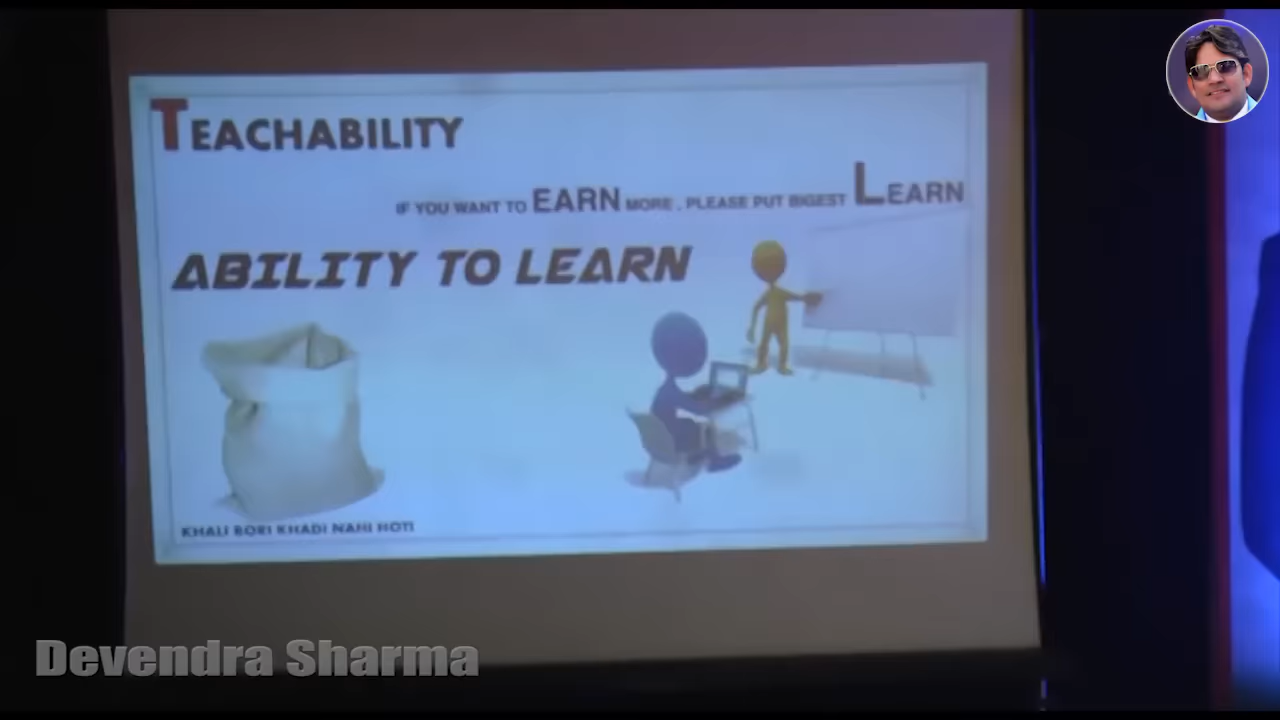 TEACHABILITY
IF YOU WANT TO EARN MORE , PLEASE PUT BIGEST LEARN
ABILITY TO LEARN
KHALI BORI KHADI NAHI HOTI
Devendra Sharma